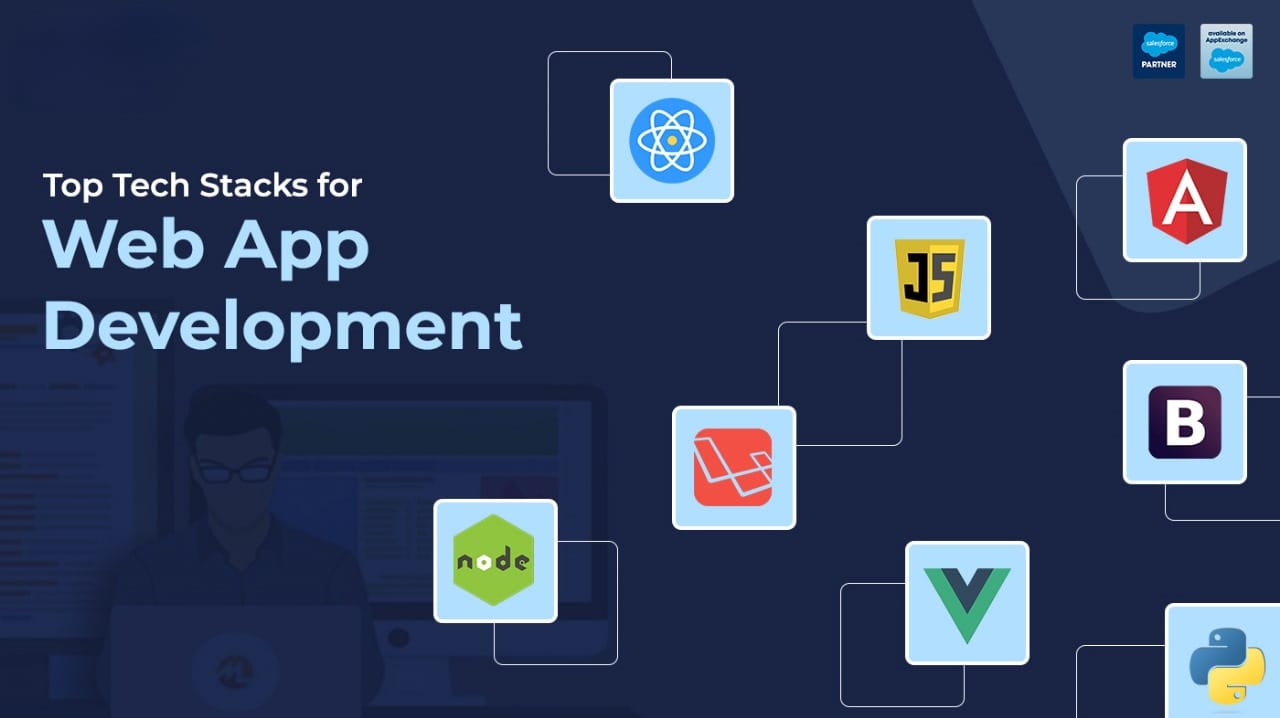 Top Tech Stacks for
Web App
Development
salesforce
PARTNER
available on
AppExchange
salesforce
A
JS
B
node